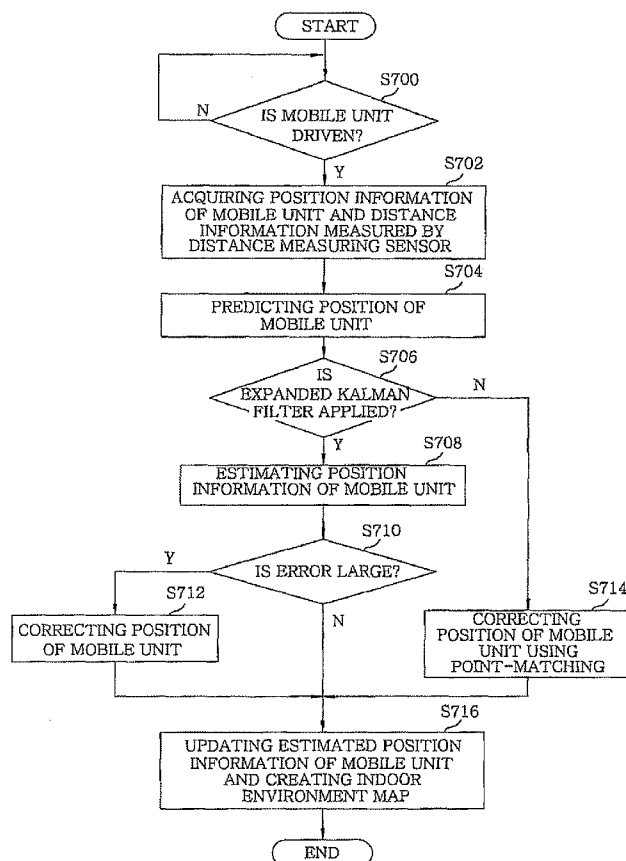 START
S700
N
IS MOBILE UNIT
DRIVEN?
Y
S702
ACQUIRING POSITION INFORMATION
OF MOBILE UNIT AND DISTANCE
INFORMATION MEASURED BY
DISTANCE MEASURING SENSOR
S704
PREDICTING POSITION OF
MOBILE UNIT
S706
IS
EXPANDED KALMAN
FILTER APPLIED?
N
Y
S708
ESTIMATING POSITION
INFORMATION OF MOBILE UNIT
S710
Y
IS ERROR LARGE?
S712
N
S714
CORRECTING POSITION
OF MOBILE UNIT
CORRECTING
POSITION OF MOBILE
UNIT USING
POINT-MATCHING
S716
UPDATING ESTIMATED POSITION
INFORMATION OF MOBILE UNIT
AND CREATING INDOOR
ENVIRONMENT MAP
END